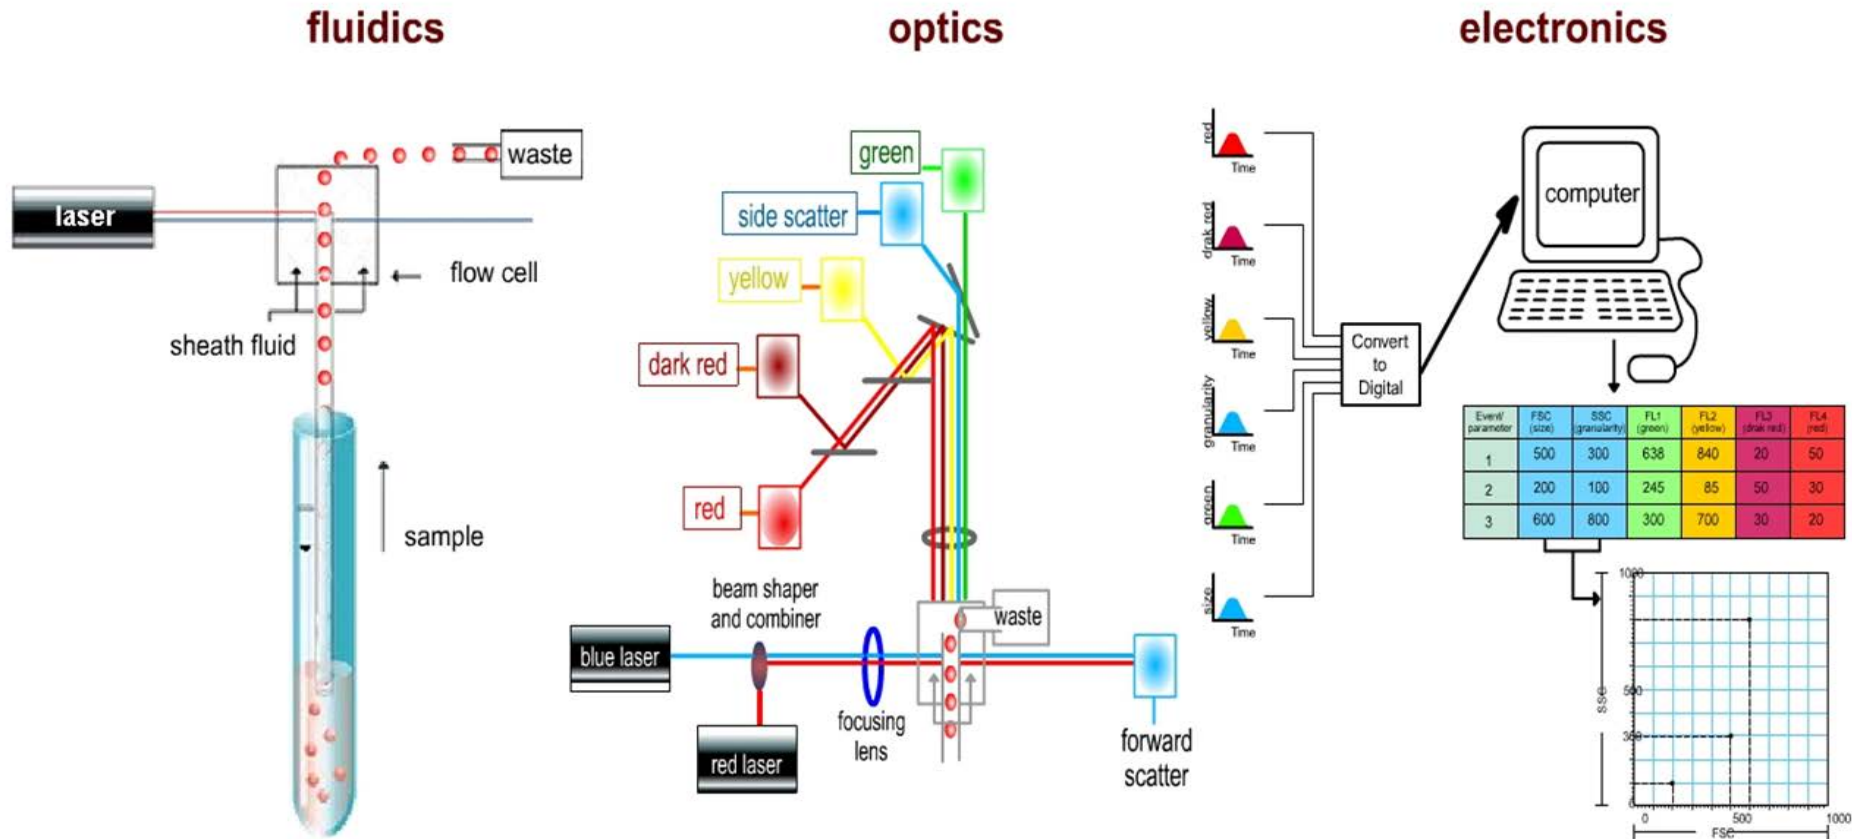 fluidics
waste
laser
flow cell
sheath fluid
sample
optics
green
side scatter
yellow
dark red
red
beam shaper
and combiner
blue laser
red laser
focusing
lens
waste
forward
scatter
electronics
red
Time
drak red
Time
yellow
Time
granularity
Time
green
Time
size
Time
Convert
to
Digital
computer
Event/ parameter FSC (size) SSC (granularity) FL1 (green) FL2 (yellow) FL3 (drak red) FL4 (red)
1 500 300 638 840 20 50
2 200 100 245 85 50 30
3 600 800 300 700 30 20
1000
500
300
0
SSC
0 500 1000
FSC